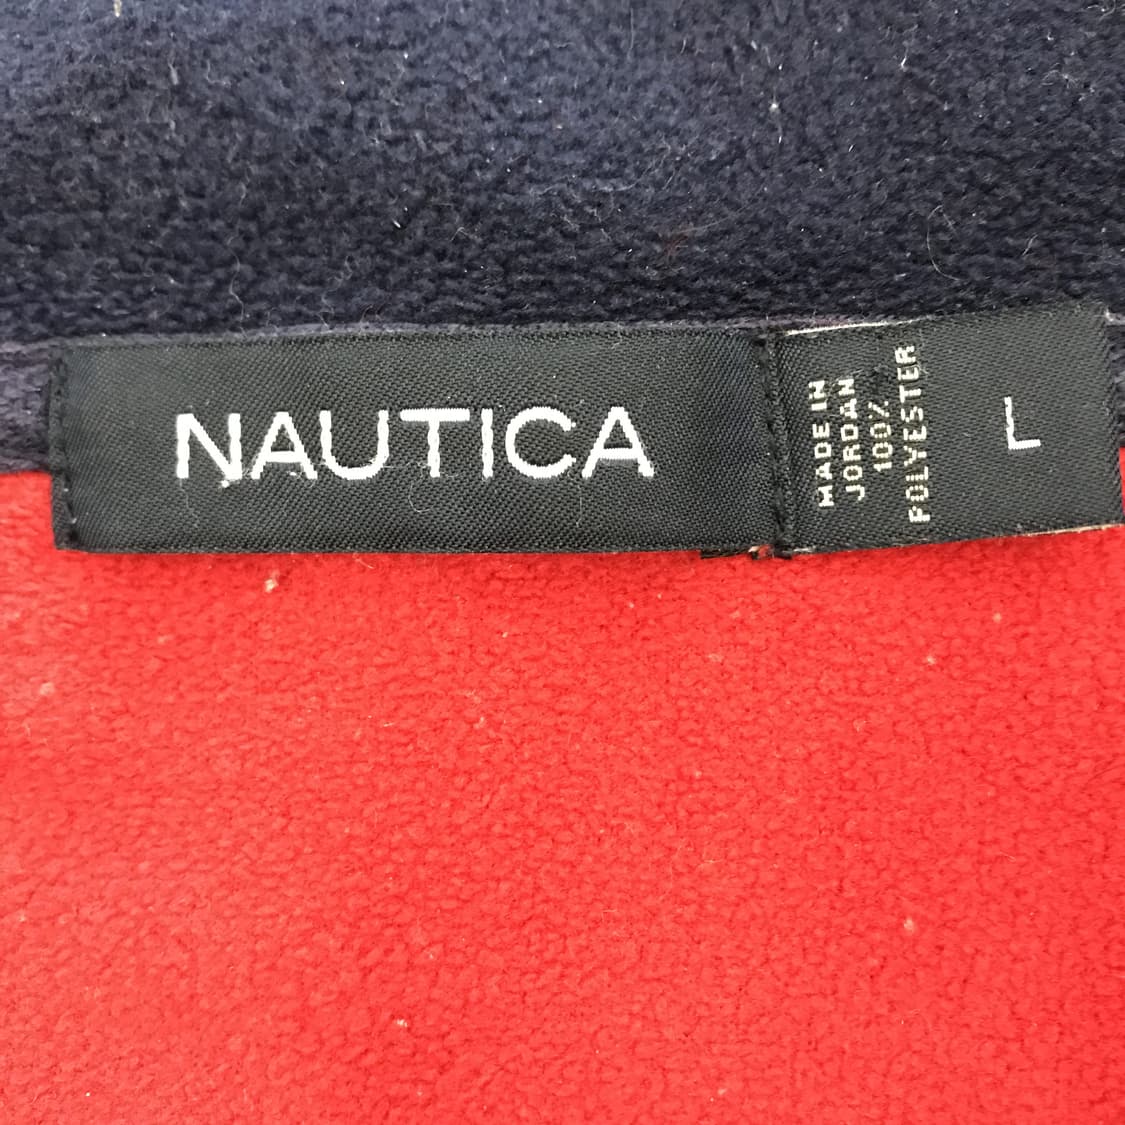 NAUTICA
MADE IN
JORDAN
100%
POLYESTER
L